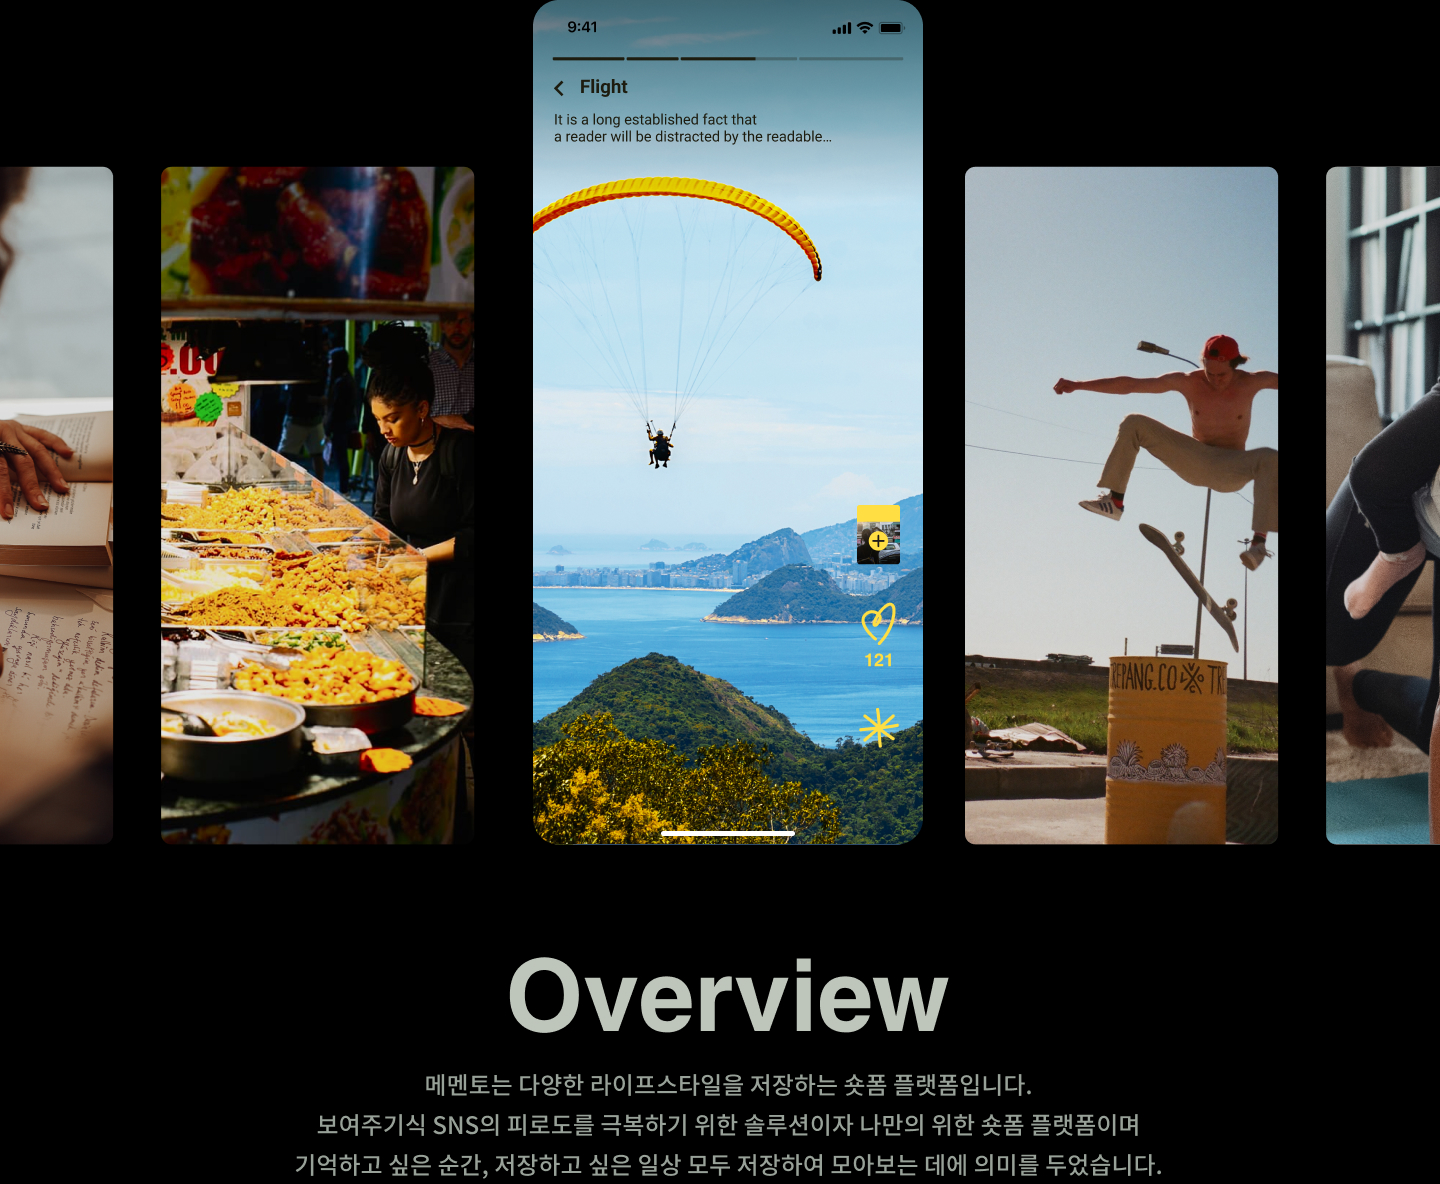 9:41
Flight
It is a long established fact that
a reader will be distracted by the readable...
.00
121
REPANG.CO
Overview
메멘토는 다양한 라이프스타일을 저장하는 숏폼 플랫폼입니다.
보여주기식 SNS의 피로도를 극복하기 위한 솔루션이자 나만의 위한 숏폼 플랫폼이며
기억하고 싶은 순간, 저장하고 싶은 일상 모두 저장하여 모아보는 데에 의미를 두었습니다.